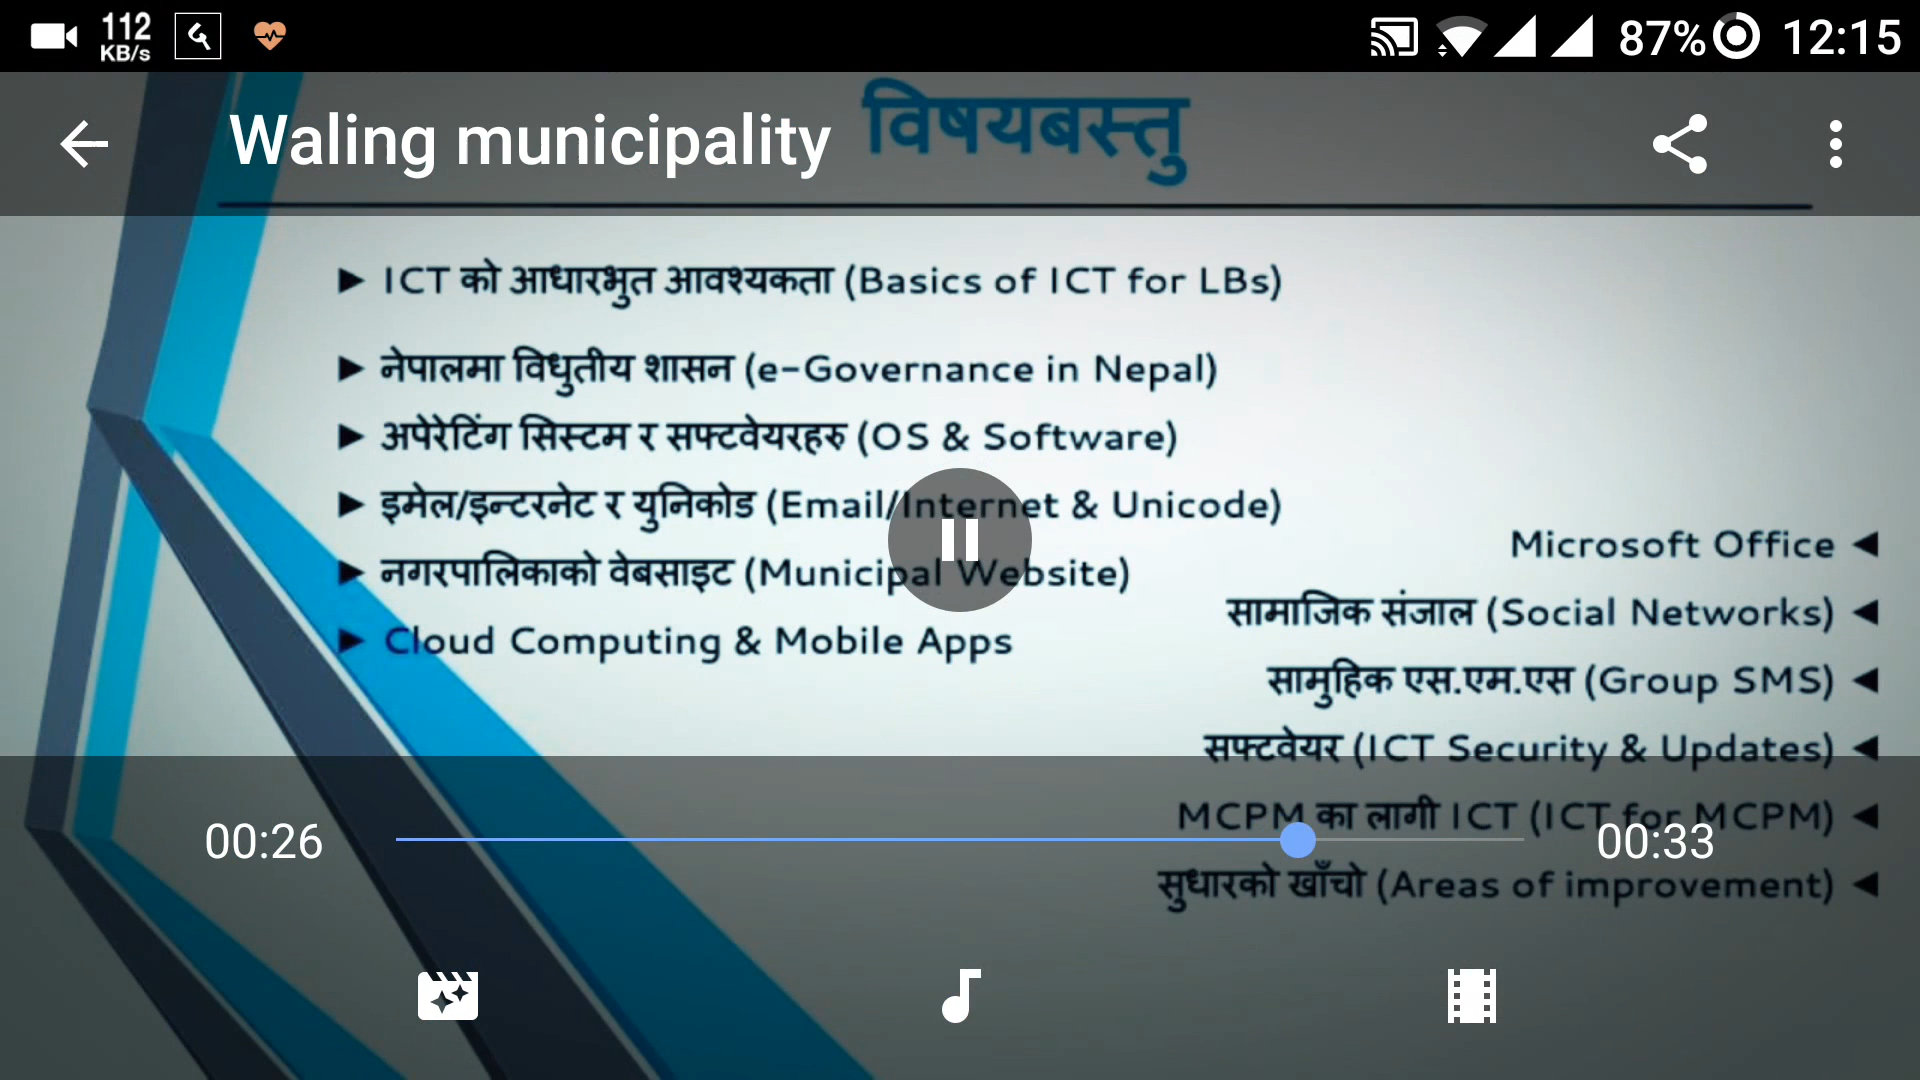 112
KB/s
87%
12:15
Waling municipality
विषयबस्तु
ICT को आधारभुत आवश्यकता (Basics of ICT for LBs)
नेपालमा विधुतीय शासन (e-Governance in Nepal)
अपेरेटिंग सिस्टम र सफ्टवेयरहरु (OS & Software)
इमेल/इन्टरनेट र युनिकोड (Email/Internet & Unicode)
नगरपालिकाको वेबसाइट (Municipal Website)
Cloud Computing & Mobile Apps
Microsoft Office
सामाजिक संजाल (Social Networks)
सामुहिक एस.एम.एस (Group SMS)
सफ्टवेयर (ICT Security & Updates)
MCPM का लागी ICT (ICT for MCPM)
सुधारको खाँचो (Areas of improvement)
00:26
00:33